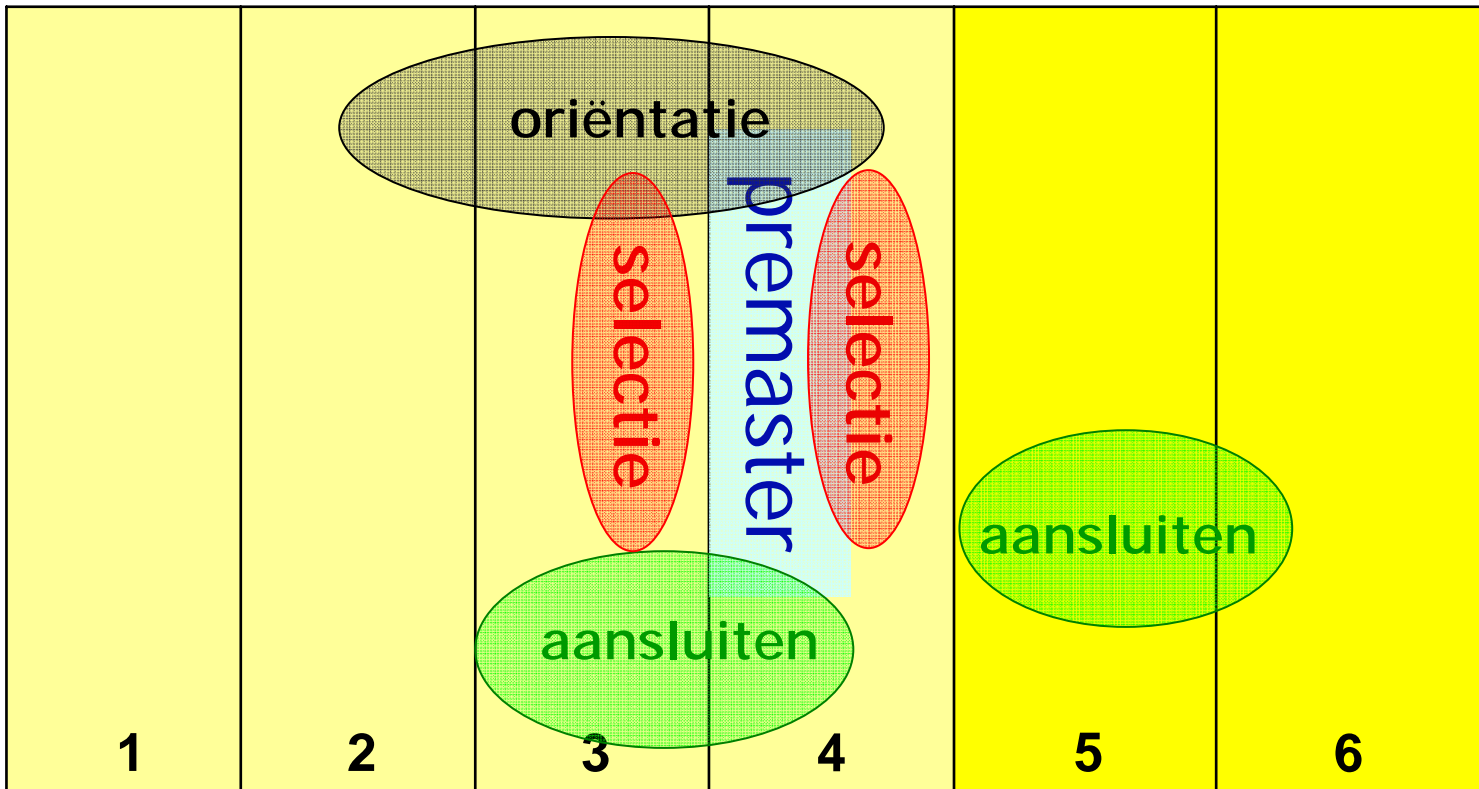 oriëntatie
selectie
premaster
selectie
aansluiten
aansluiten
1
2
3
4
5
6